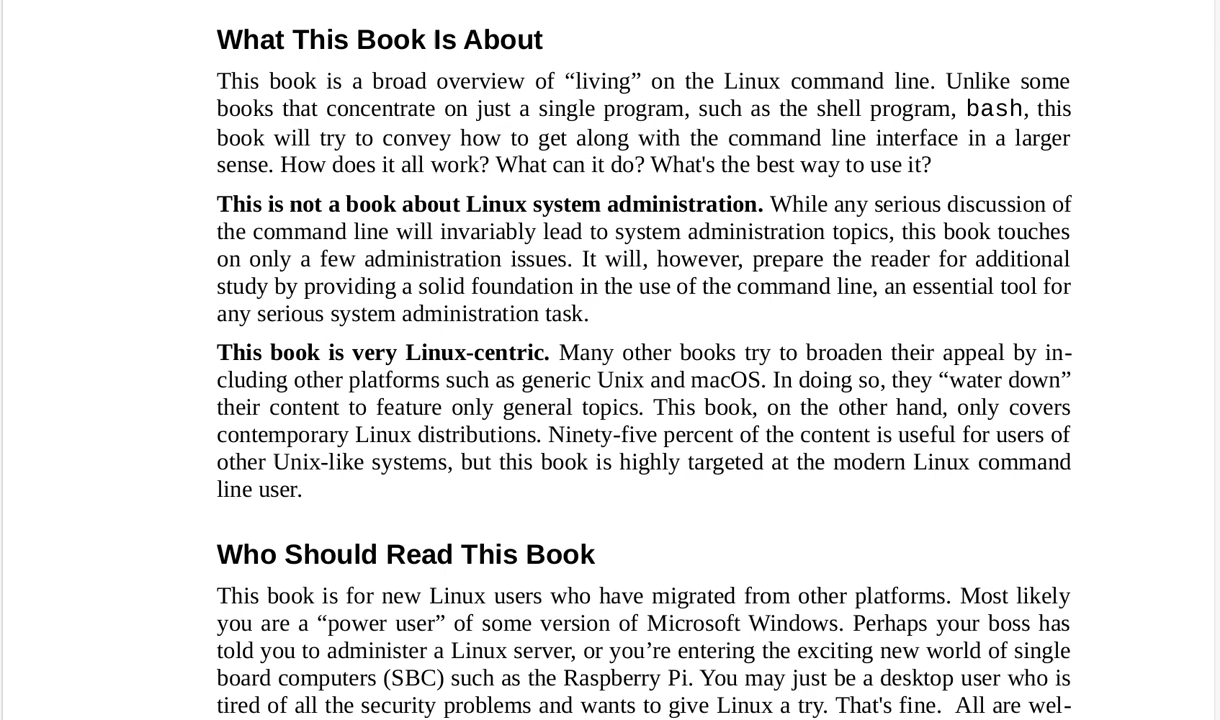 What This Book Is About
This book is a broad overview of “living” on the Linux command line. Unlike some
books that concentrate on just a single program, such as the shell program, bash, this
book will try to convey how to get along with the command line interface in a larger
sense. How does it all work? What can it do? What's the best way to use it?
This is not a book about Linux system administration. While any serious discussion of
the command line will invariably lead to system administration topics, this book touches
on only a few administration issues. It will, however, prepare the reader for additional
study by providing a solid foundation in the use of the command line, an essential tool for
any serious system administration task.
This book is very Linux-centric. Many other books try to broaden their appeal by in-
cluding other platforms such as generic Unix and macOS. In doing so, they “water down”
their content to feature only general topics. This book, on the other hand, only covers
contemporary Linux distributions. Ninety-five percent of the content is useful for users of
other Unix-like systems, but this book is highly targeted at the modern Linux command
line user.
Who Should Read This Book
This book is for new Linux users who have migrated from other platforms. Most likely
you are a “power user” of some version of Microsoft Windows. Perhaps your boss has
told you to administer a Linux server, or you’re entering the exciting new world of single
board computers (SBC) such as the Raspberry Pi. You may just be a desktop user who is
tired of all the security problems and wants to give Linux a try. That's fine.  All are wel-